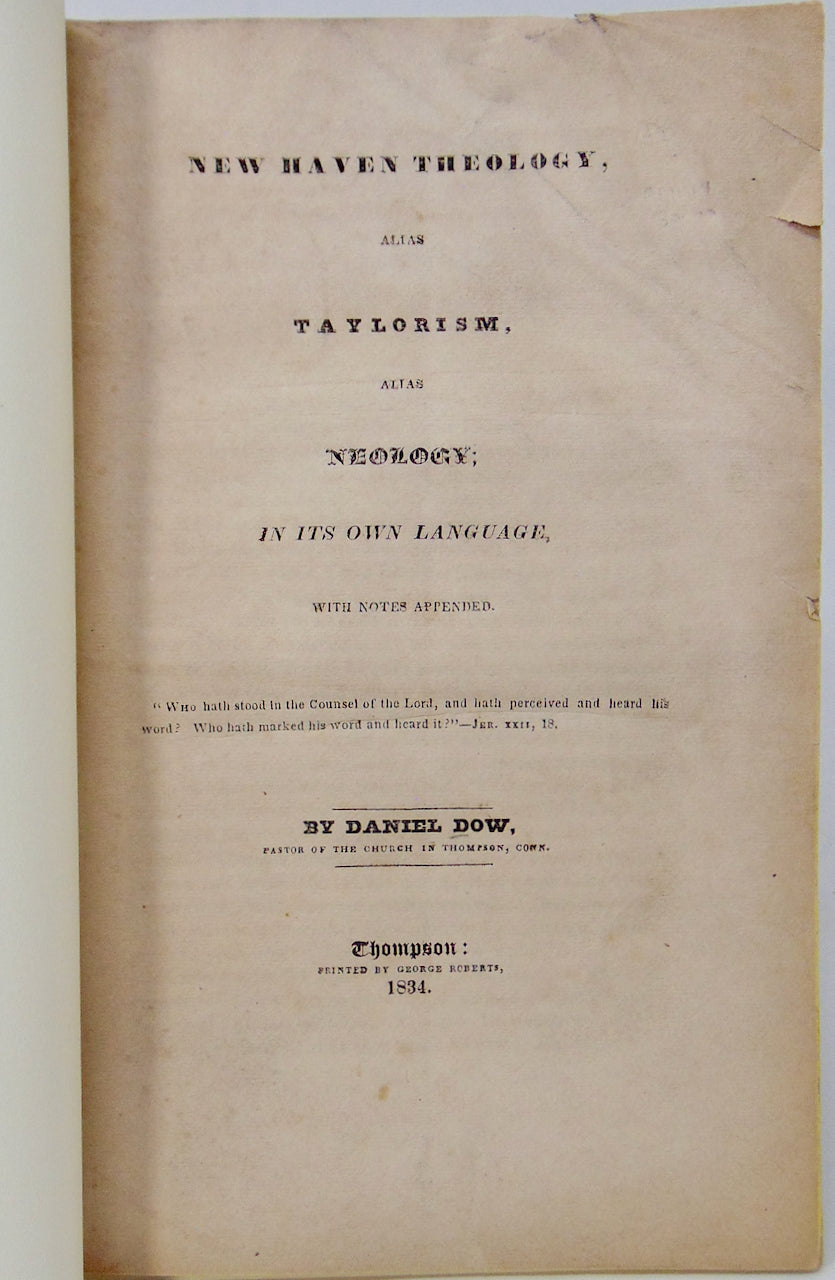 NEW HAVEN THEOLOGY,
ALIAS
TAYLORISM,
ALIAS
NEOLOGY;
IN ITS OWN LANGUAGE,
WITH NOTES APPENDED.
“ Who hath stood in the Counsel of the Lord, and hath perceived and heard his
word? Who hath marked his word and heard it?”—Jer. xxii, 18.
BY DANIEL DOW,
PASTOR OF THE CHURCH IN THOMPSON, CONN.
Thompson:
PRINTED BY GEORGE ROBERTS,
1834.